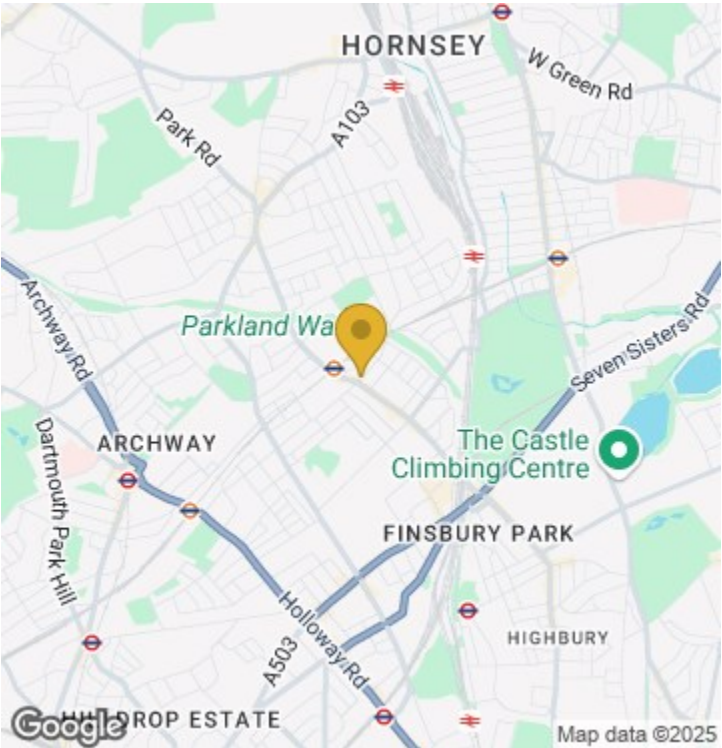 HORNSEY
W Green Rd
A103
Park Rd
Archway Rd
Parkland Wa
Seven Sisters Rd
ARCHWAY
The Castle
Climbing Centre
Dartmouth Park Hill
FINSBURY PARK
Holloway Rd
A503
HIGHBURY
Google
DROP ESTATE
Map data ©2025